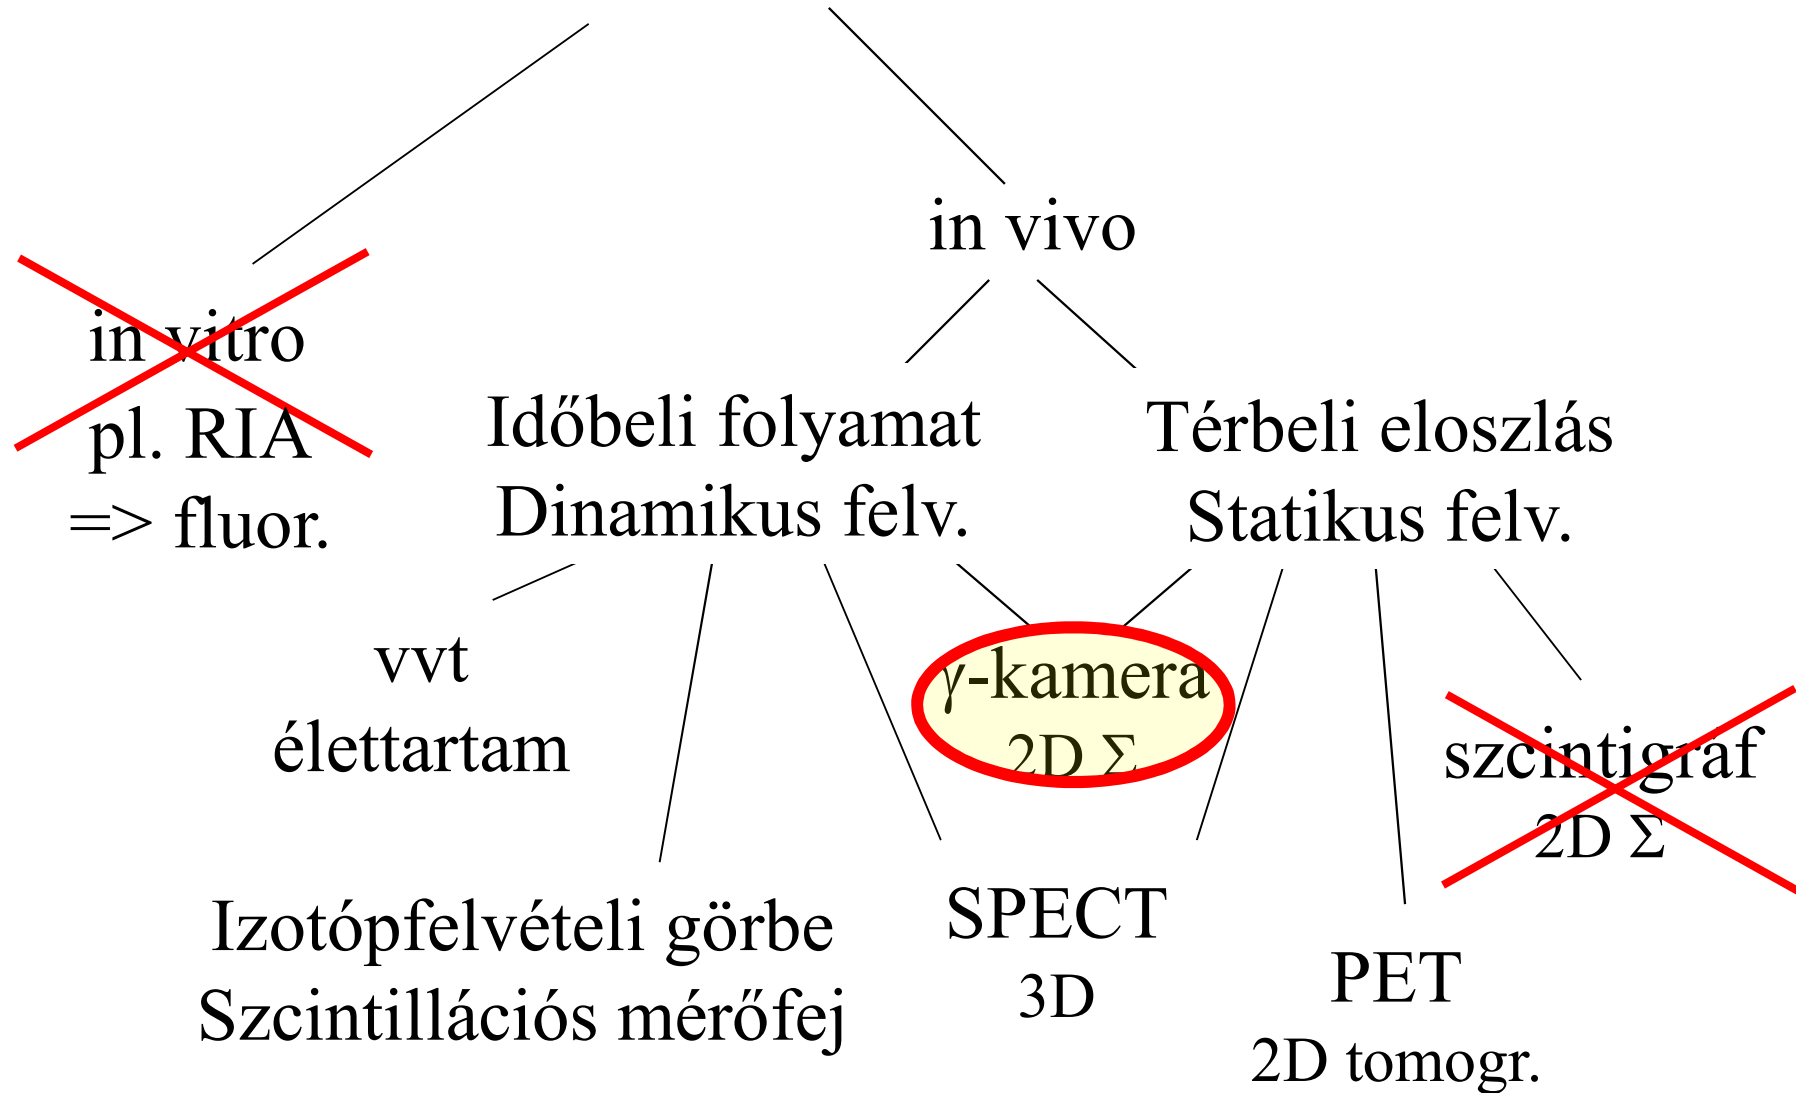 in vivo
in vitro
pl. RIA
=> fluor.
Időbeli folyamat
Dinamikus felv.
Térbeli eloszlás
Statikus felv.
vvt
élettartam
γ-kamera
2D Σ
szcintigráf
2D Σ
Izotópfelvételi görbe
Szcintillációs mérőfej
SPECT
3D
PET
2D tomogr.